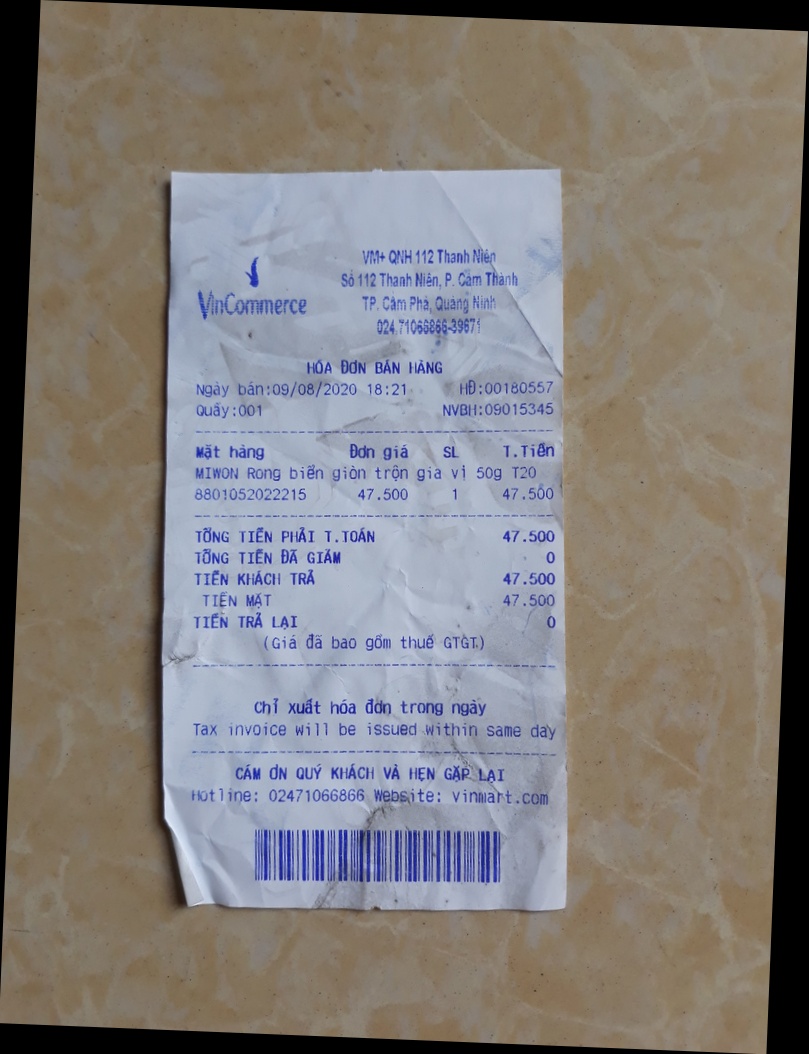 VinCommerce
VM+ QNH 112 Thanh Niên
Số 112 Thanh Niên, P. Cẩm Thành
TP. Cẩm Phả, Quảng Ninh
024.71066866-39671
HÓA ĐƠN BÁN HÀNG
Ngày bán:09/08/2020 18:21 HĐ:00180557
Quầy:001 NVBH:09015345
Mặt hàng Đơn giá SL T.Tiền
MIWON Rong biển giòn trộn gia vị 50g T20
8801052022215 47.500 1 47.500
TỔNG TIỀN PHẢI T.TOÁN 47.500
TỔNG TIỀN ĐÃ GIẢM 0
TIỀN KHÁCH TRẢ 47.500
TIỀN MẶT 47.500
TIỀN TRẢ LẠI 0
(Giá đã bao gồm thuế GTGT)
Chỉ xuất hóa đơn trong ngày
Tax invoice will be issued within same day
CẢM ƠN QUÝ KHÁCH VÀ HẸN GẶP LẠI
Hotline: 02471066866 Website: vinmart.com